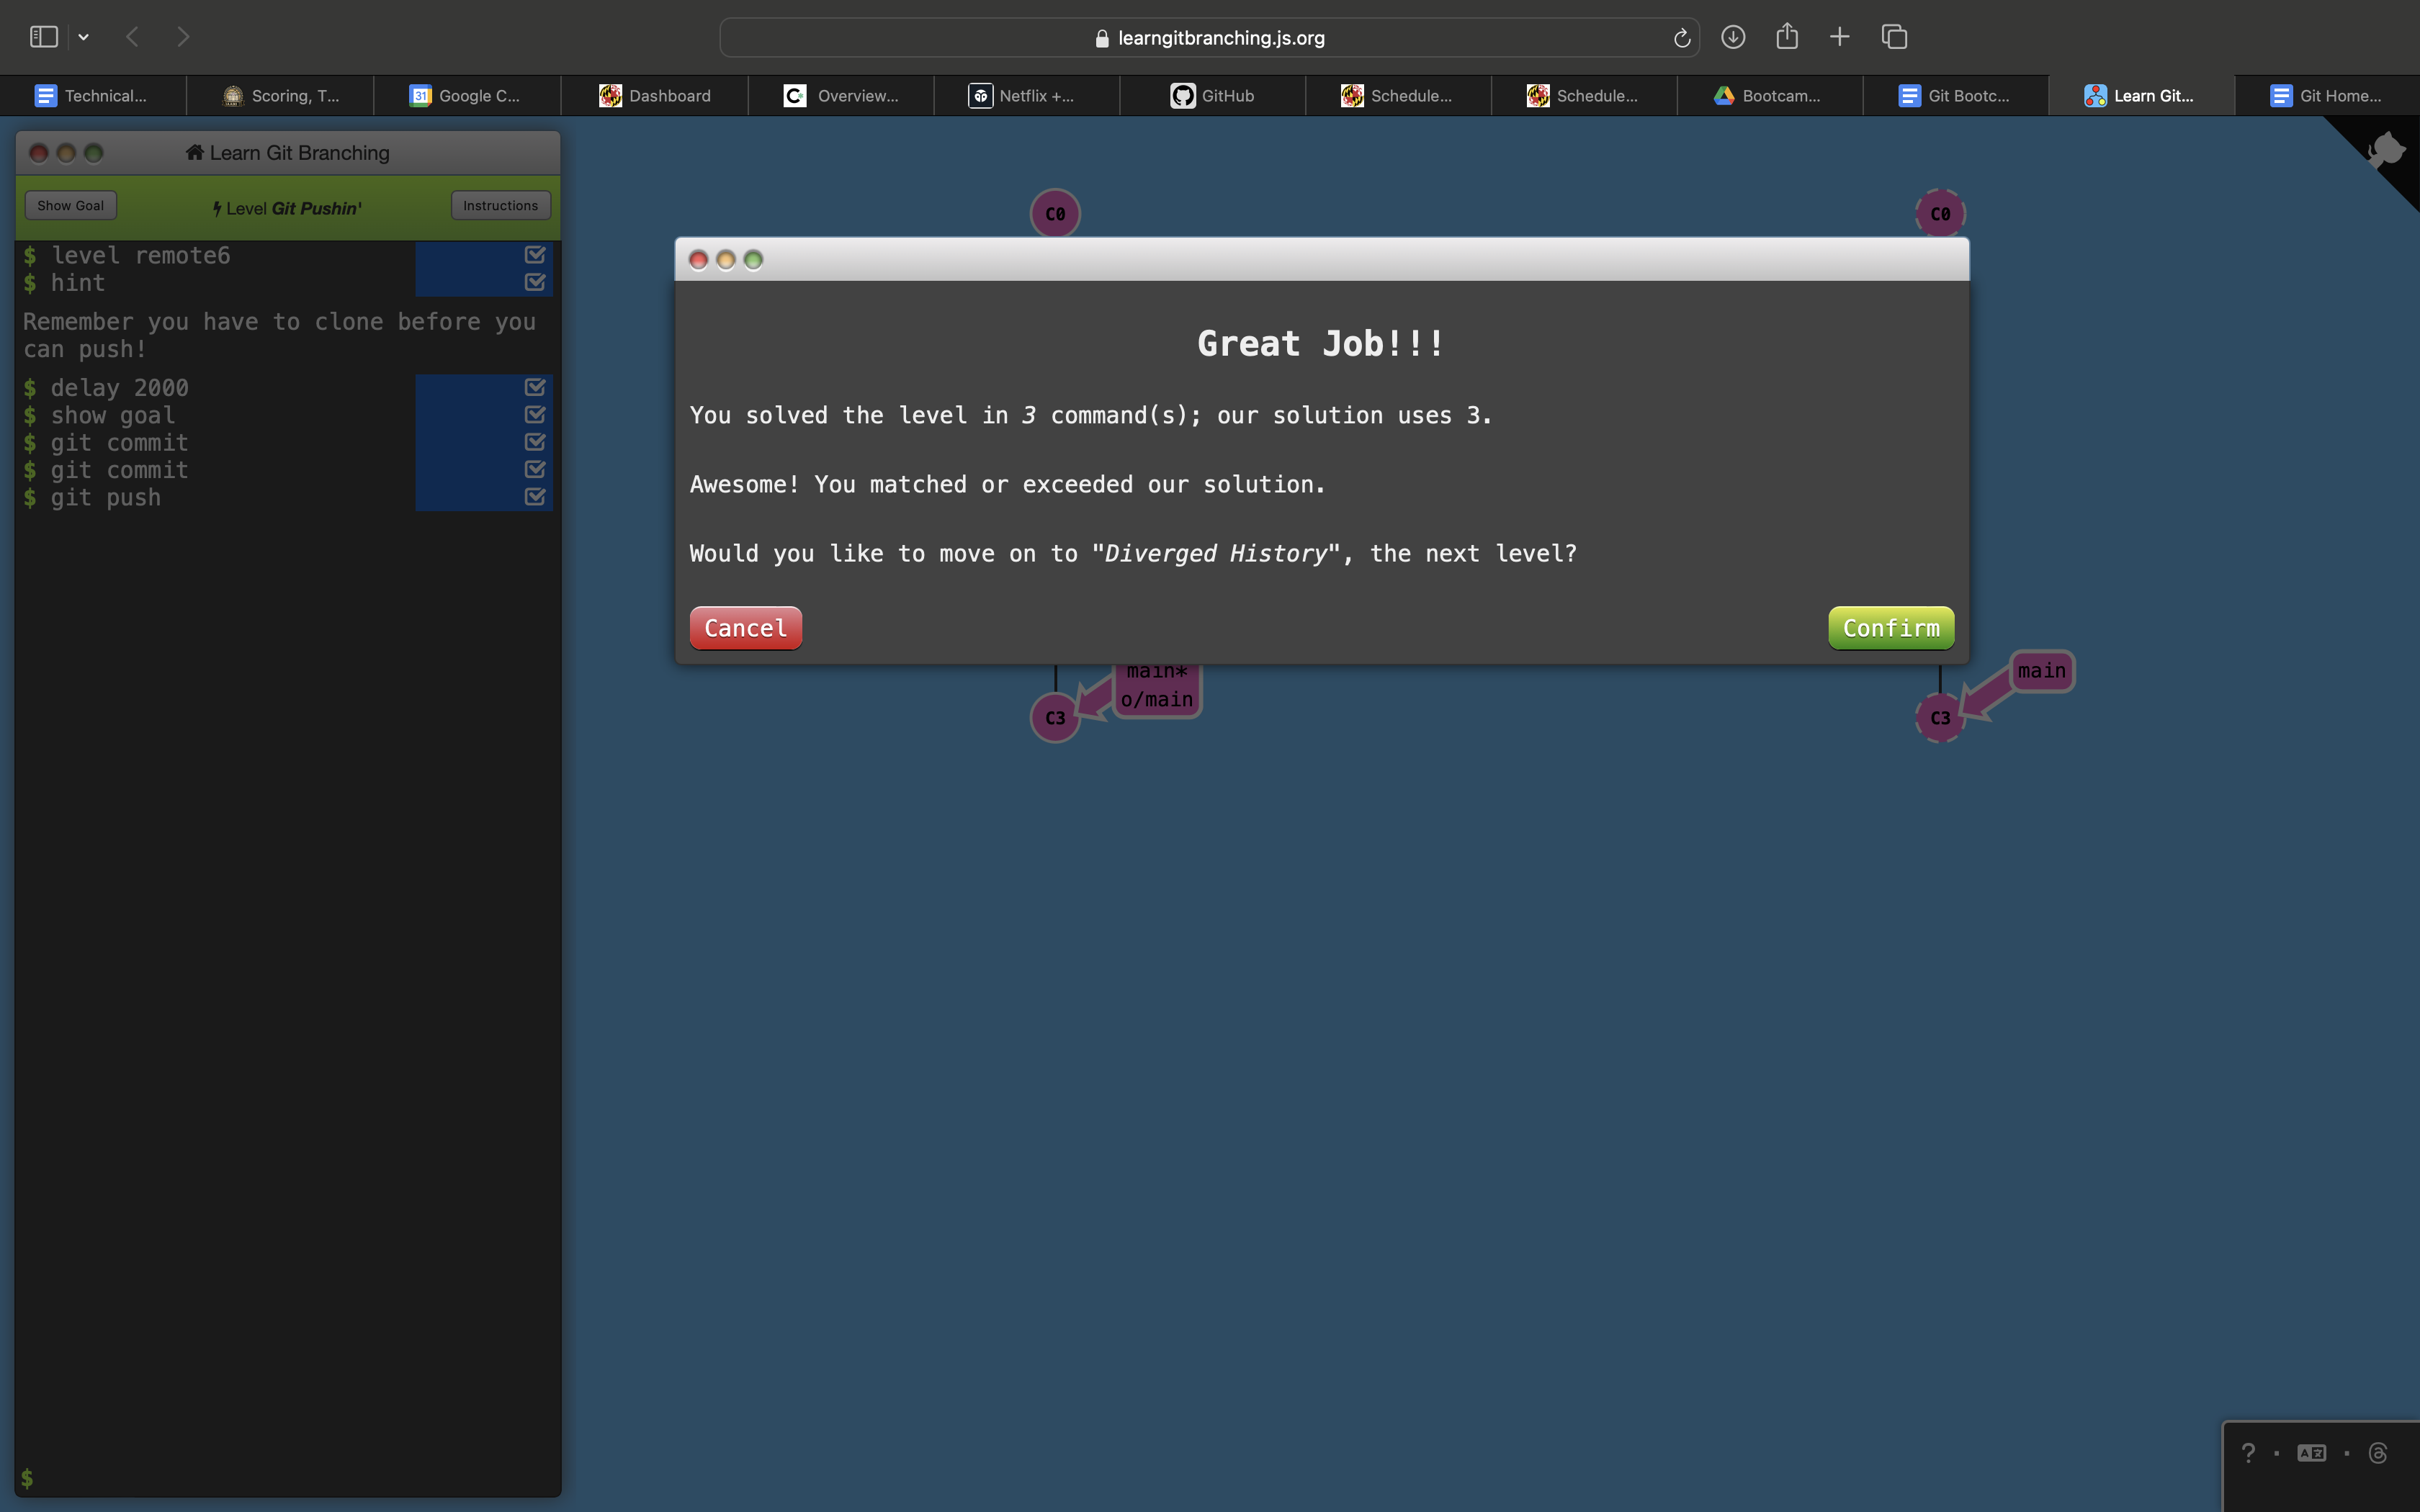 learngitbranching.js.org
Technical...
Scoring, T...
31
Google C...
Dashboard
C
Overview...
Netflix +...
GitHub
Schedule...
Schedule...
Bootcam...
Git Bootc...
Learn Git...
Git Home...
Learn Git Branching
Show Goal
Level Git Pushin'
Instructions
$ level remote6
$ hint
Remember you have to clone before you
can push!
$ delay 2000
$ show goal
$ git commit
$ git commit
$ git push
$
C0
C0
Great Job!!!
You solved the level in 3 command(s); our solution uses 3.
Awesome! You matched or exceeded our solution.
Would you like to move on to "Diverged History", the next level?
Cancel
Confirm
main*
o/main
C3
main
C3
? ·  ·